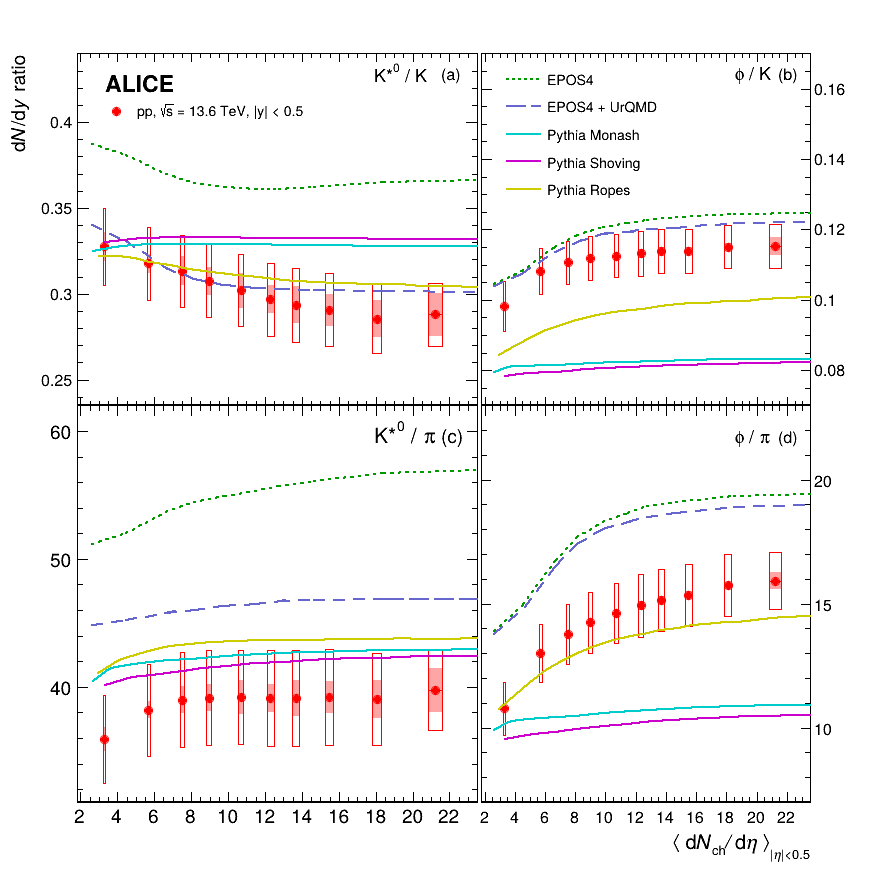 dN/dy ratio
ALICE
pp, √s = 13.6 TeV, |y| < 0.5
K*⁰ / K (a)
0.4
0.35
0.3
0.25
ϕ / K (b)
EPOS4
EPOS4 + UrQMD
Pythia Monash
Pythia Shoving
Pythia Ropes
0.16
0.14
0.12
0.1
0.08
K*⁰ / π (c)
60
50
40
ϕ / π (d)
20
15
10
2 4 6 8 10 12 14 16 18 20 22
2 4 6 8 10 12 14 16 18 20 22
⟨ dN_ch/dη ⟩_|η|<0.5